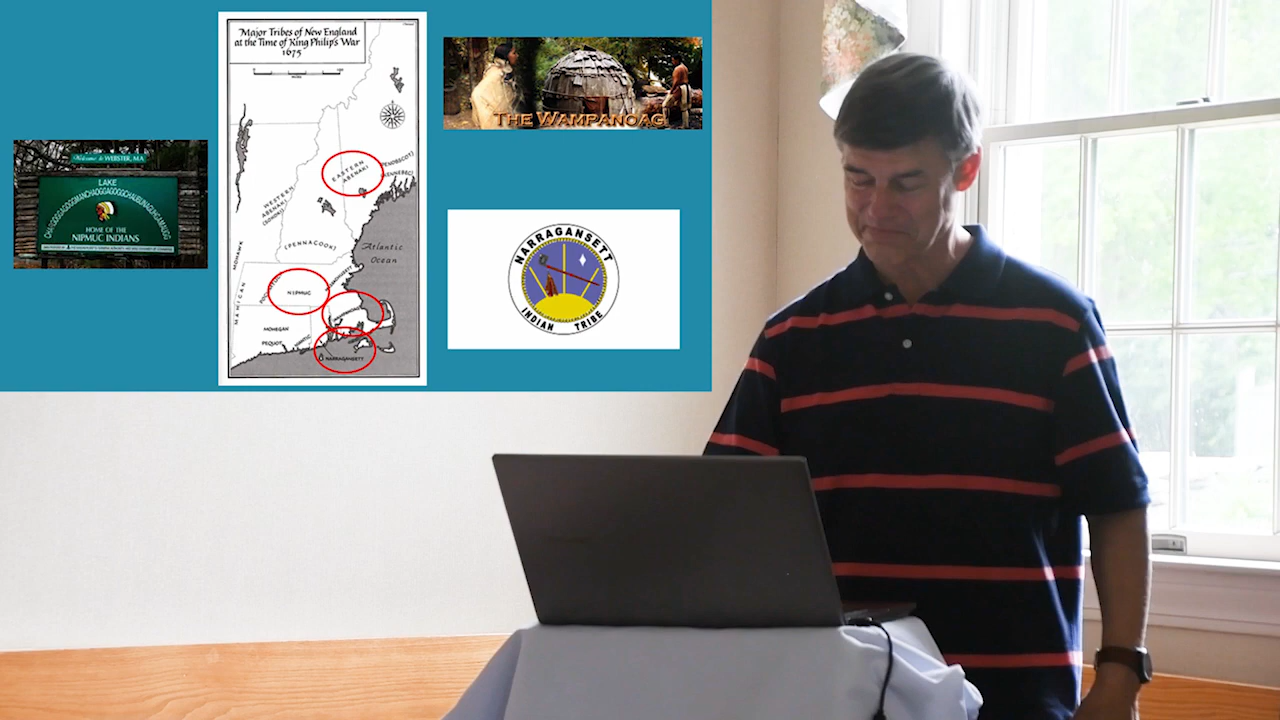 Major Tribes of New England
at the Time of King Philip's War
1675
EASTERN
ABENAKI
(PENOBSCOT)
(KENNEBEC)
WESTERN
ABENAKI
(SOKOKI)
(PENNACOOK)
Atlantic
Ocean
MAHICAN
MOHAWK
NIPMUC
MOHEGAN
PEQUOT
NARRAGANSETT
Welcome to WEBSTER, MA
LAKE
HOME OF THE
NIPMUC INDIANS
THE WAMPANOAG
NARRAGANSETT
INDIAN TRIBE